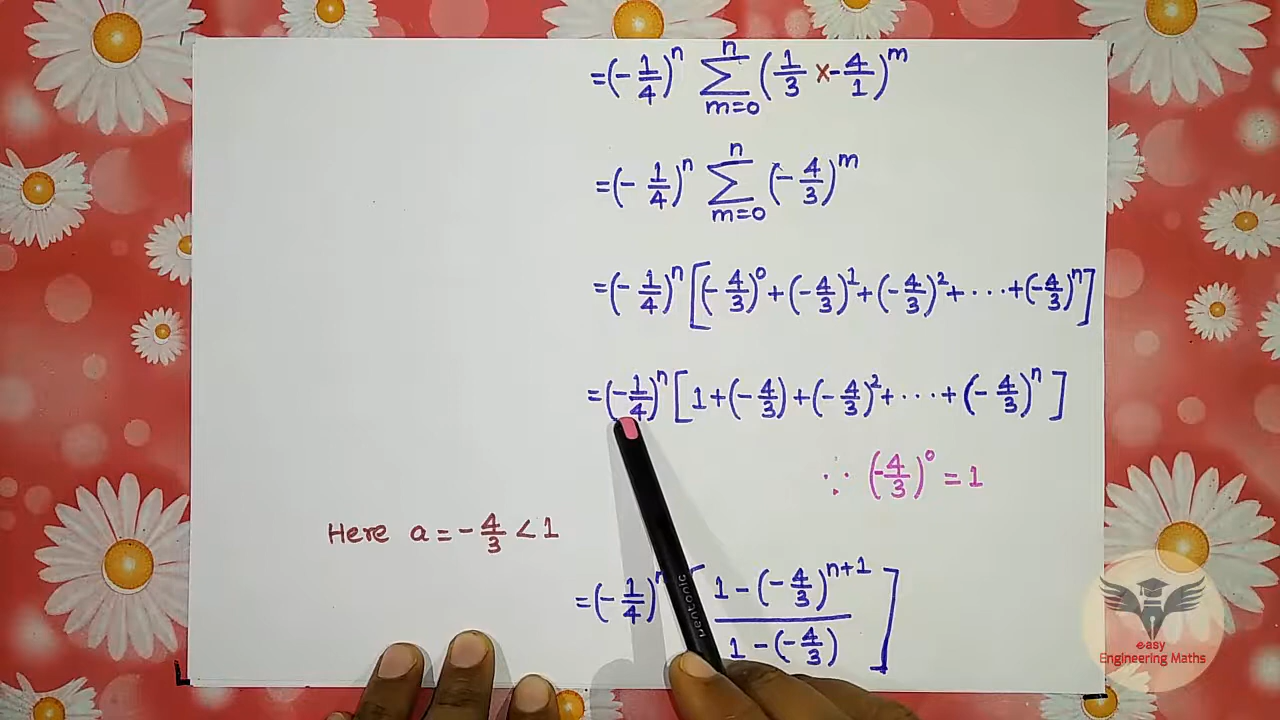 =(-1/4)^n Σ_{m=0}^{n} (1/3 × -4/1)^m
=(- 1/4)^n Σ_{m=0}^{n} (- 4/3)^m
=(- 1/4)^n [(-4/3)^0 + (-4/3)^1 + (-4/3)^2 + ... + (-4/3)^n]
=(-1/4)^n [1+(-4/3)+(-4/3)^2+...+(-4/3)^n]
∵ (-4/3)^0 = 1
Here a = -4/3 < 1
=(-1/4)^n [(1-(-4/3)^{n+1})/(1-(-4/3))]
easy
Engineering Maths
pentonic